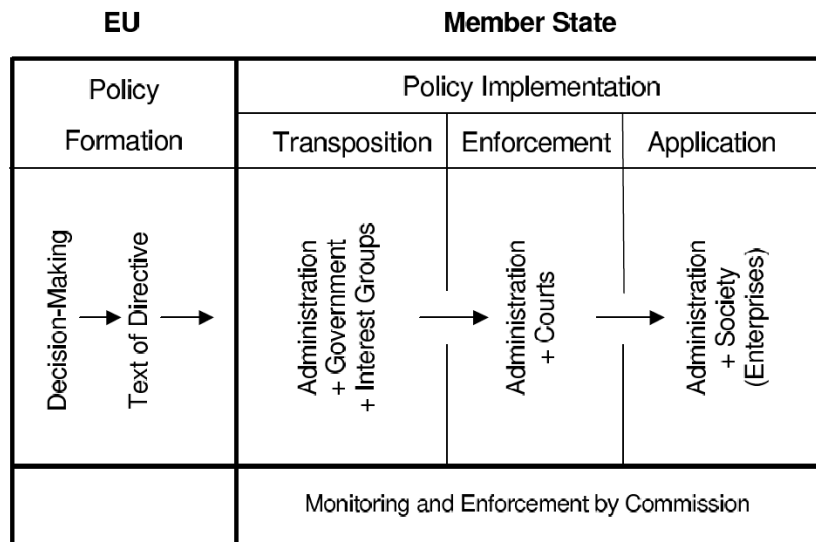 EU
Member State
Policy
Formation
Policy Implementation
Transposition
Enforcement
Application
Decision-Making
Text of Directive
Administration
+ Government
+ Interest Groups
Administration
+ Courts
Administration
+ Society
(Enterprises)
Monitoring and Enforcement by Commission